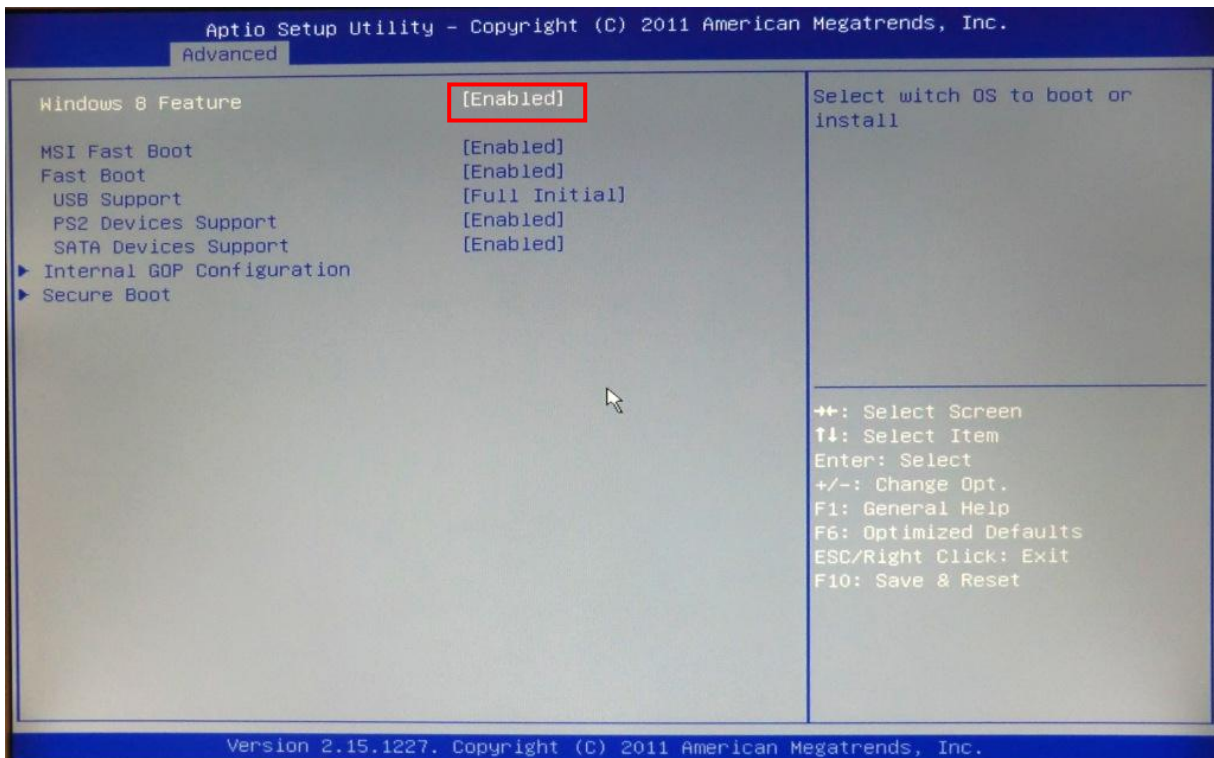 Aptio Setup Utility – Copyright (C) 2011 American Megatrends, Inc.
Advanced
Windows 8 Feature [Enabled]
MSI Fast Boot [Enabled]
Fast Boot [Enabled]
USB Support [Full Initial]
PS2 Devices Support [Enabled]
SATA Devices Support [Enabled]
▶ Internal GOP Configuration
▶ Secure Boot
Select witch OS to boot or
install
→←: Select Screen
↑↓: Select Item
Enter: Select
+/-: Change Opt.
F1: General Help
F6: Optimized Defaults
ESC/Right Click: Exit
F10: Save & Reset
Version 2.15.1227. Copyright (C) 2011 American Megatrends, Inc.